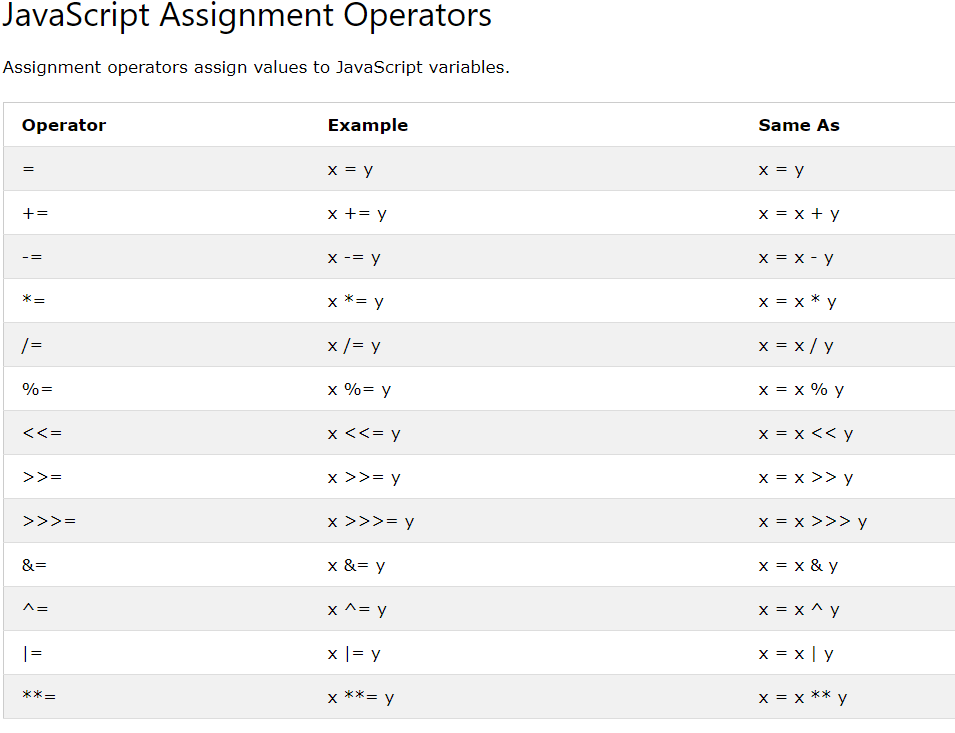 JavaScript Assignment Operators
Assignment operators assign values to JavaScript variables.
Operator Example Same As
= x = y x = y
+= x += y x = x + y
-= x -= y x = x - y
*= x *= y x = x * y
/= x /= y x = x / y
%= x %= y x = x % y
<<= x <<= y x = x << y
>>= x >>= y x = x >> y
>>>= x >>>= y x = x >>> y
&= x &= y x = x & y
^= x ^= y x = x ^ y
|= x |= y x = x | y
**= x **= y x = x ** y